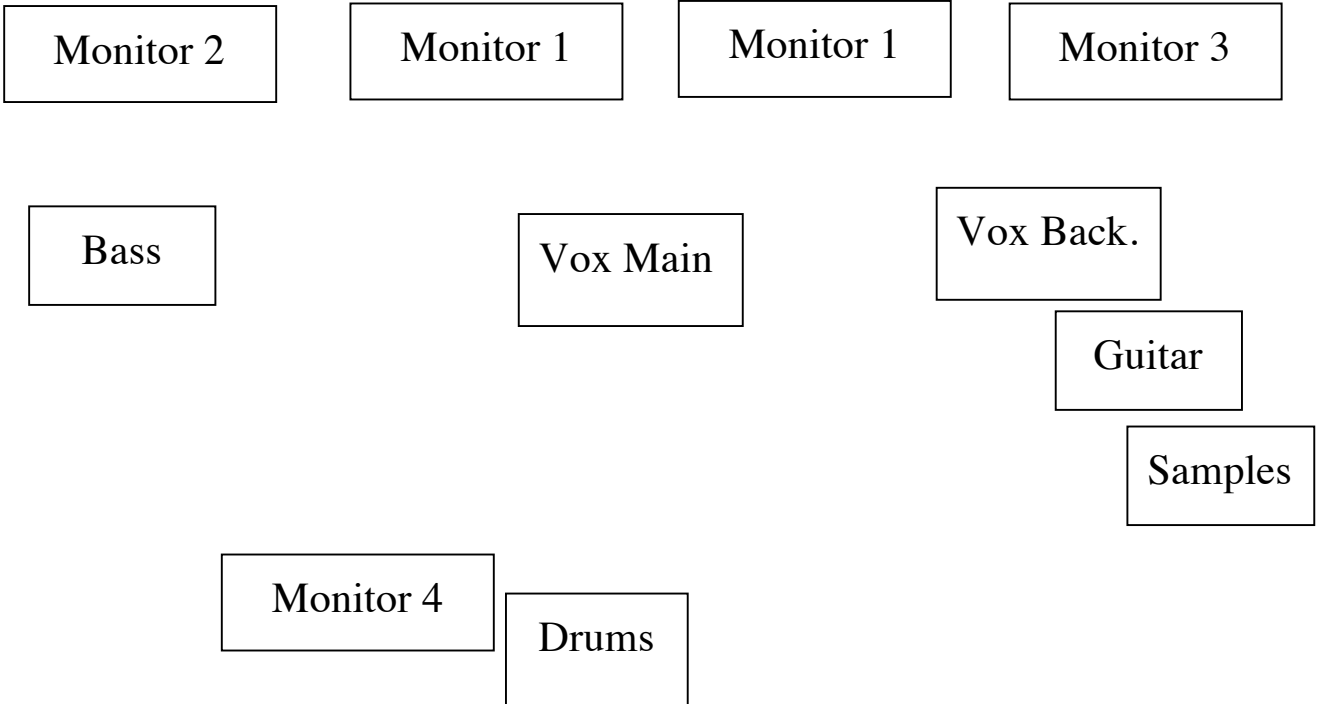 Monitor 2
Monitor 1
Monitor 1
Monitor 3
Bass
Vox Main
Vox Back.
Guitar
Samples
Monitor 4
Drums